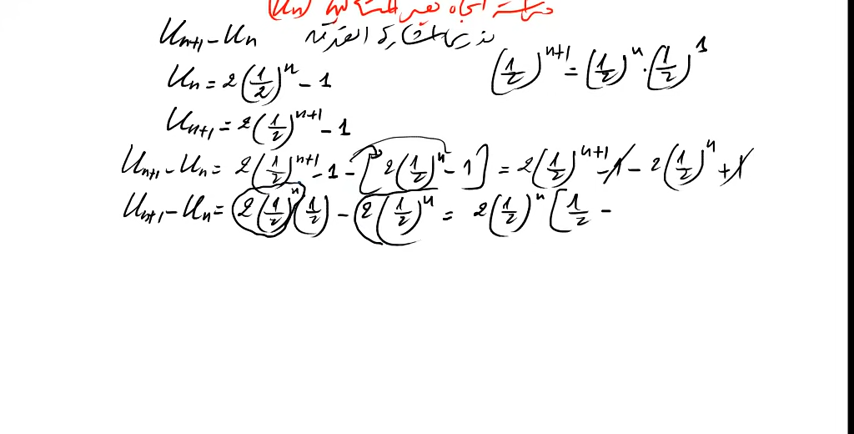 دراسة اتجاه تغير المتتالية (Uₙ)
Uₙ₊₁ - Uₙ ندرس اشارة الفرق
Uₙ = 2(1/2)ⁿ - 1
(1/2)ⁿ⁺¹ = (1/2)ⁿ · (1/2)¹
Uₙ₊₁ = 2(1/2)ⁿ⁺¹ - 1
Uₙ₊₁ - Uₙ = 2(1/2)ⁿ⁺¹ - 1 - [2(1/2)ⁿ - 1] = 2(1/2)ⁿ⁺¹ - 1 - 2(1/2)ⁿ + 1
Uₙ₊₁ - Uₙ = 2(1/2)ⁿ(1/2) - 2(1/2)ⁿ = 2(1/2)ⁿ [1/2 -